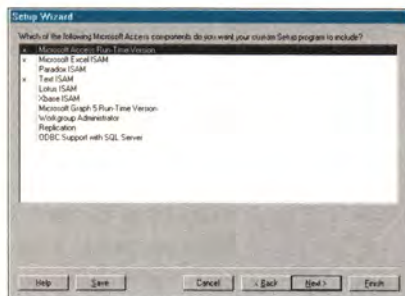 Setup Wizard
Which of the following Microsoft Access components do you want your custom Setup program to include?
x Microsoft Access Run-Time Version
x Microsoft Excel ISAM
Paradox ISAM
x Text ISAM
Lotus ISAM
Xbase ISAM
Microsoft Graph 5 Run-Time Version
Workgroup Administrator
Replication
ODBC Support with SQL Server
Help
Save
Cancel
< Back
Next >
Finish